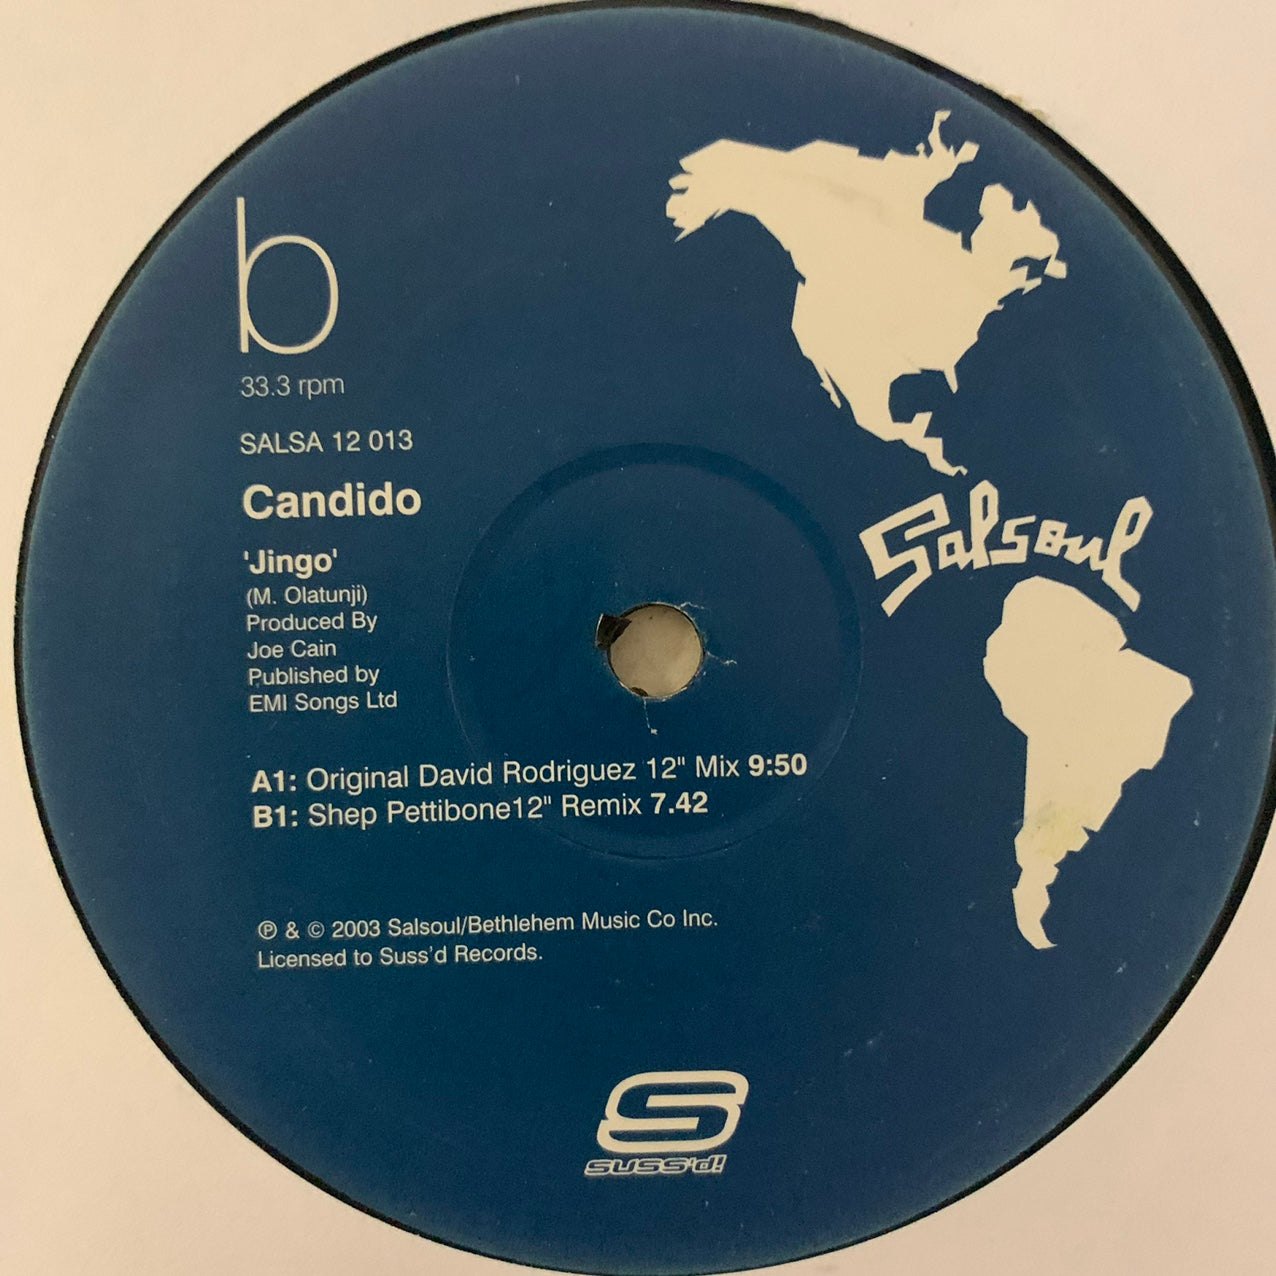 b
33.3 rpm
SALSA 12 013
Candido
'Jingo'
(M. Olatunji)
Produced By
Joe Cain
Published by
EMI Songs Ltd
A1: Original David Rodriguez 12" Mix 9:50
B1: Shep Pettibone12" Remix 7.42
℗ & © 2003 Salsoul/Bethlehem Music Co Inc.
Licensed to Suss'd Records.
Salsoul
S
suss'd!